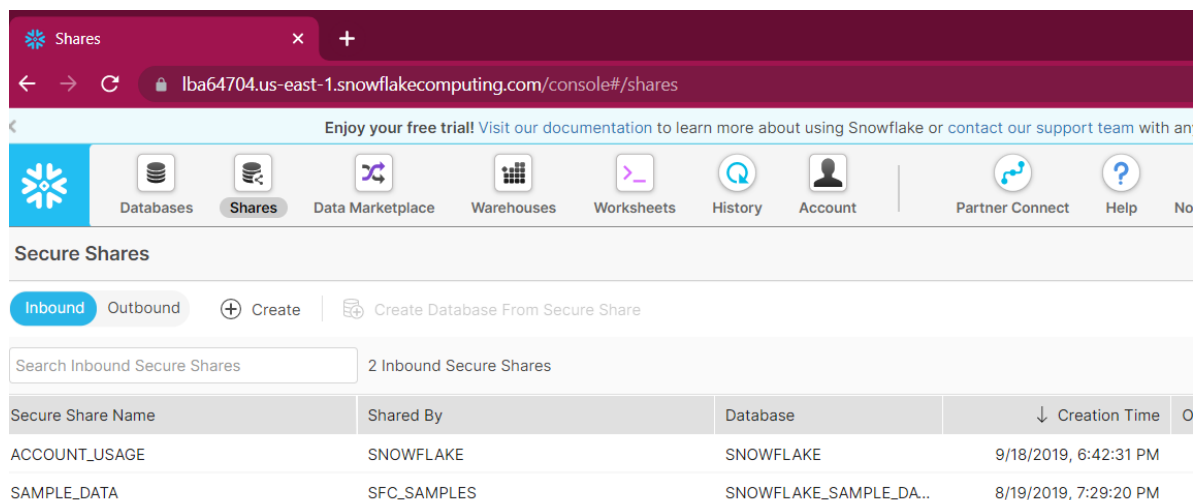 Shares
lba64704.us-east-1.snowflakecomputing.com/console#/shares
Enjoy your free trial! Visit our documentation to learn more about using Snowflake or contact our support team with any
Databases Shares Data Marketplace Warehouses Worksheets History Account Partner Connect Help No
Secure Shares
Inbound Outbound Create Create Database From Secure Share
Search Inbound Secure Shares 2 Inbound Secure Shares
Secure Share Name Shared By Database ↓ Creation Time O
ACCOUNT_USAGE SNOWFLAKE SNOWFLAKE 9/18/2019, 6:42:31 PM
SAMPLE_DATA SFC_SAMPLES SNOWFLAKE_SAMPLE_DA... 8/19/2019, 7:29:20 PM